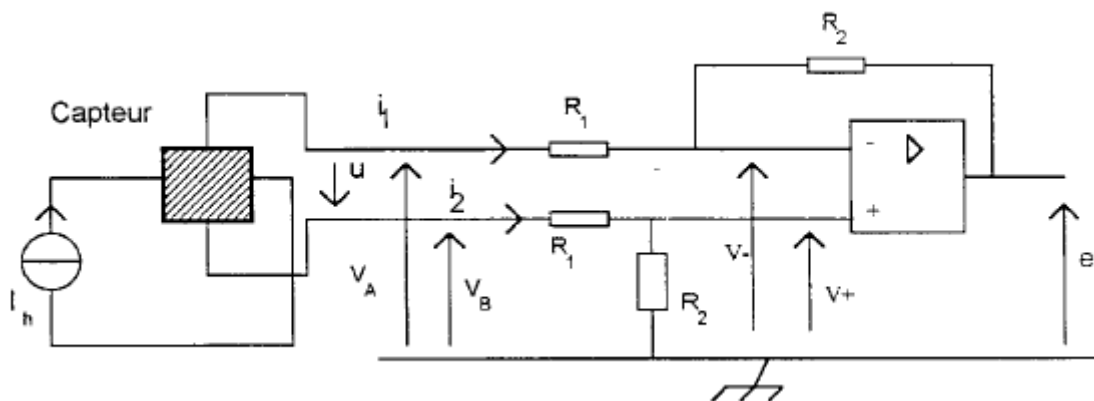 R2
Capteur
i1
R1
u
i2
R1
VA
VB
R2
V-
V+
e
Ih
-
+